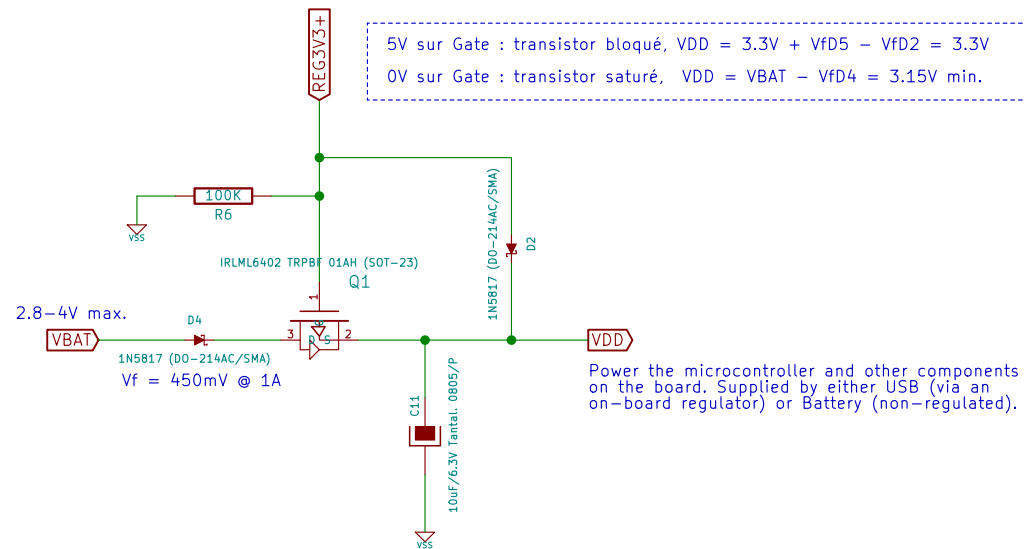 REG3V3+
5V sur Gate : transistor bloqué, VDD = 3.3V + VfD5 - VfD2 = 3.3V
0V sur Gate : transistor saturé, VDD = VBAT - VfD4 = 3.15V min.
100K
R6
VSS
1N5817 (DO-214AC/SMA)
D2
IRLML6402 TRPBF 01AH (SOT-23)
Q1
1
G
2.8-4V max.
D4
VBAT
3
D
S
2
VDD
1N5817 (DO-214AC/SMA)
Vf = 450mV @ 1A
Power the microcontroller and other components
on the board. Supplied by either USB (via an
on-board regulator) or Battery (non-regulated).
C11
10uF/6.3V Tantal. 0805/P
VSS